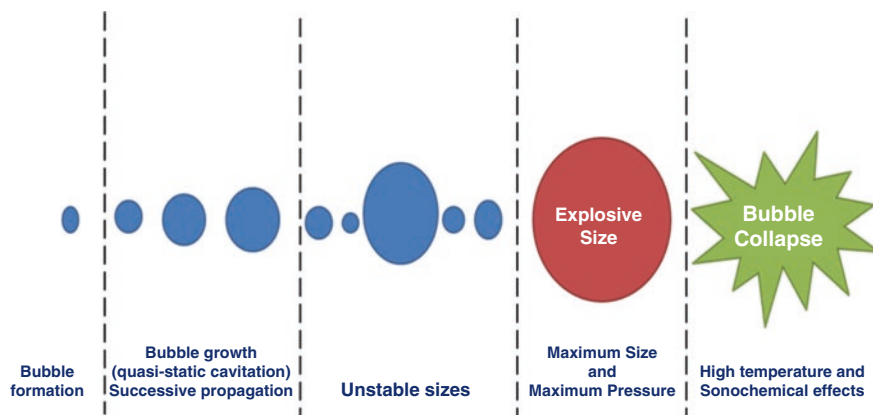 Explosive
Size
Bubble
Collapse
Bubble
formation
Bubble growth
(quasi-static cavitation)
Successive propagation
Unstable sizes
Maximum Size
and
Maximum Pressure
High temperature and
Sonochemical effects